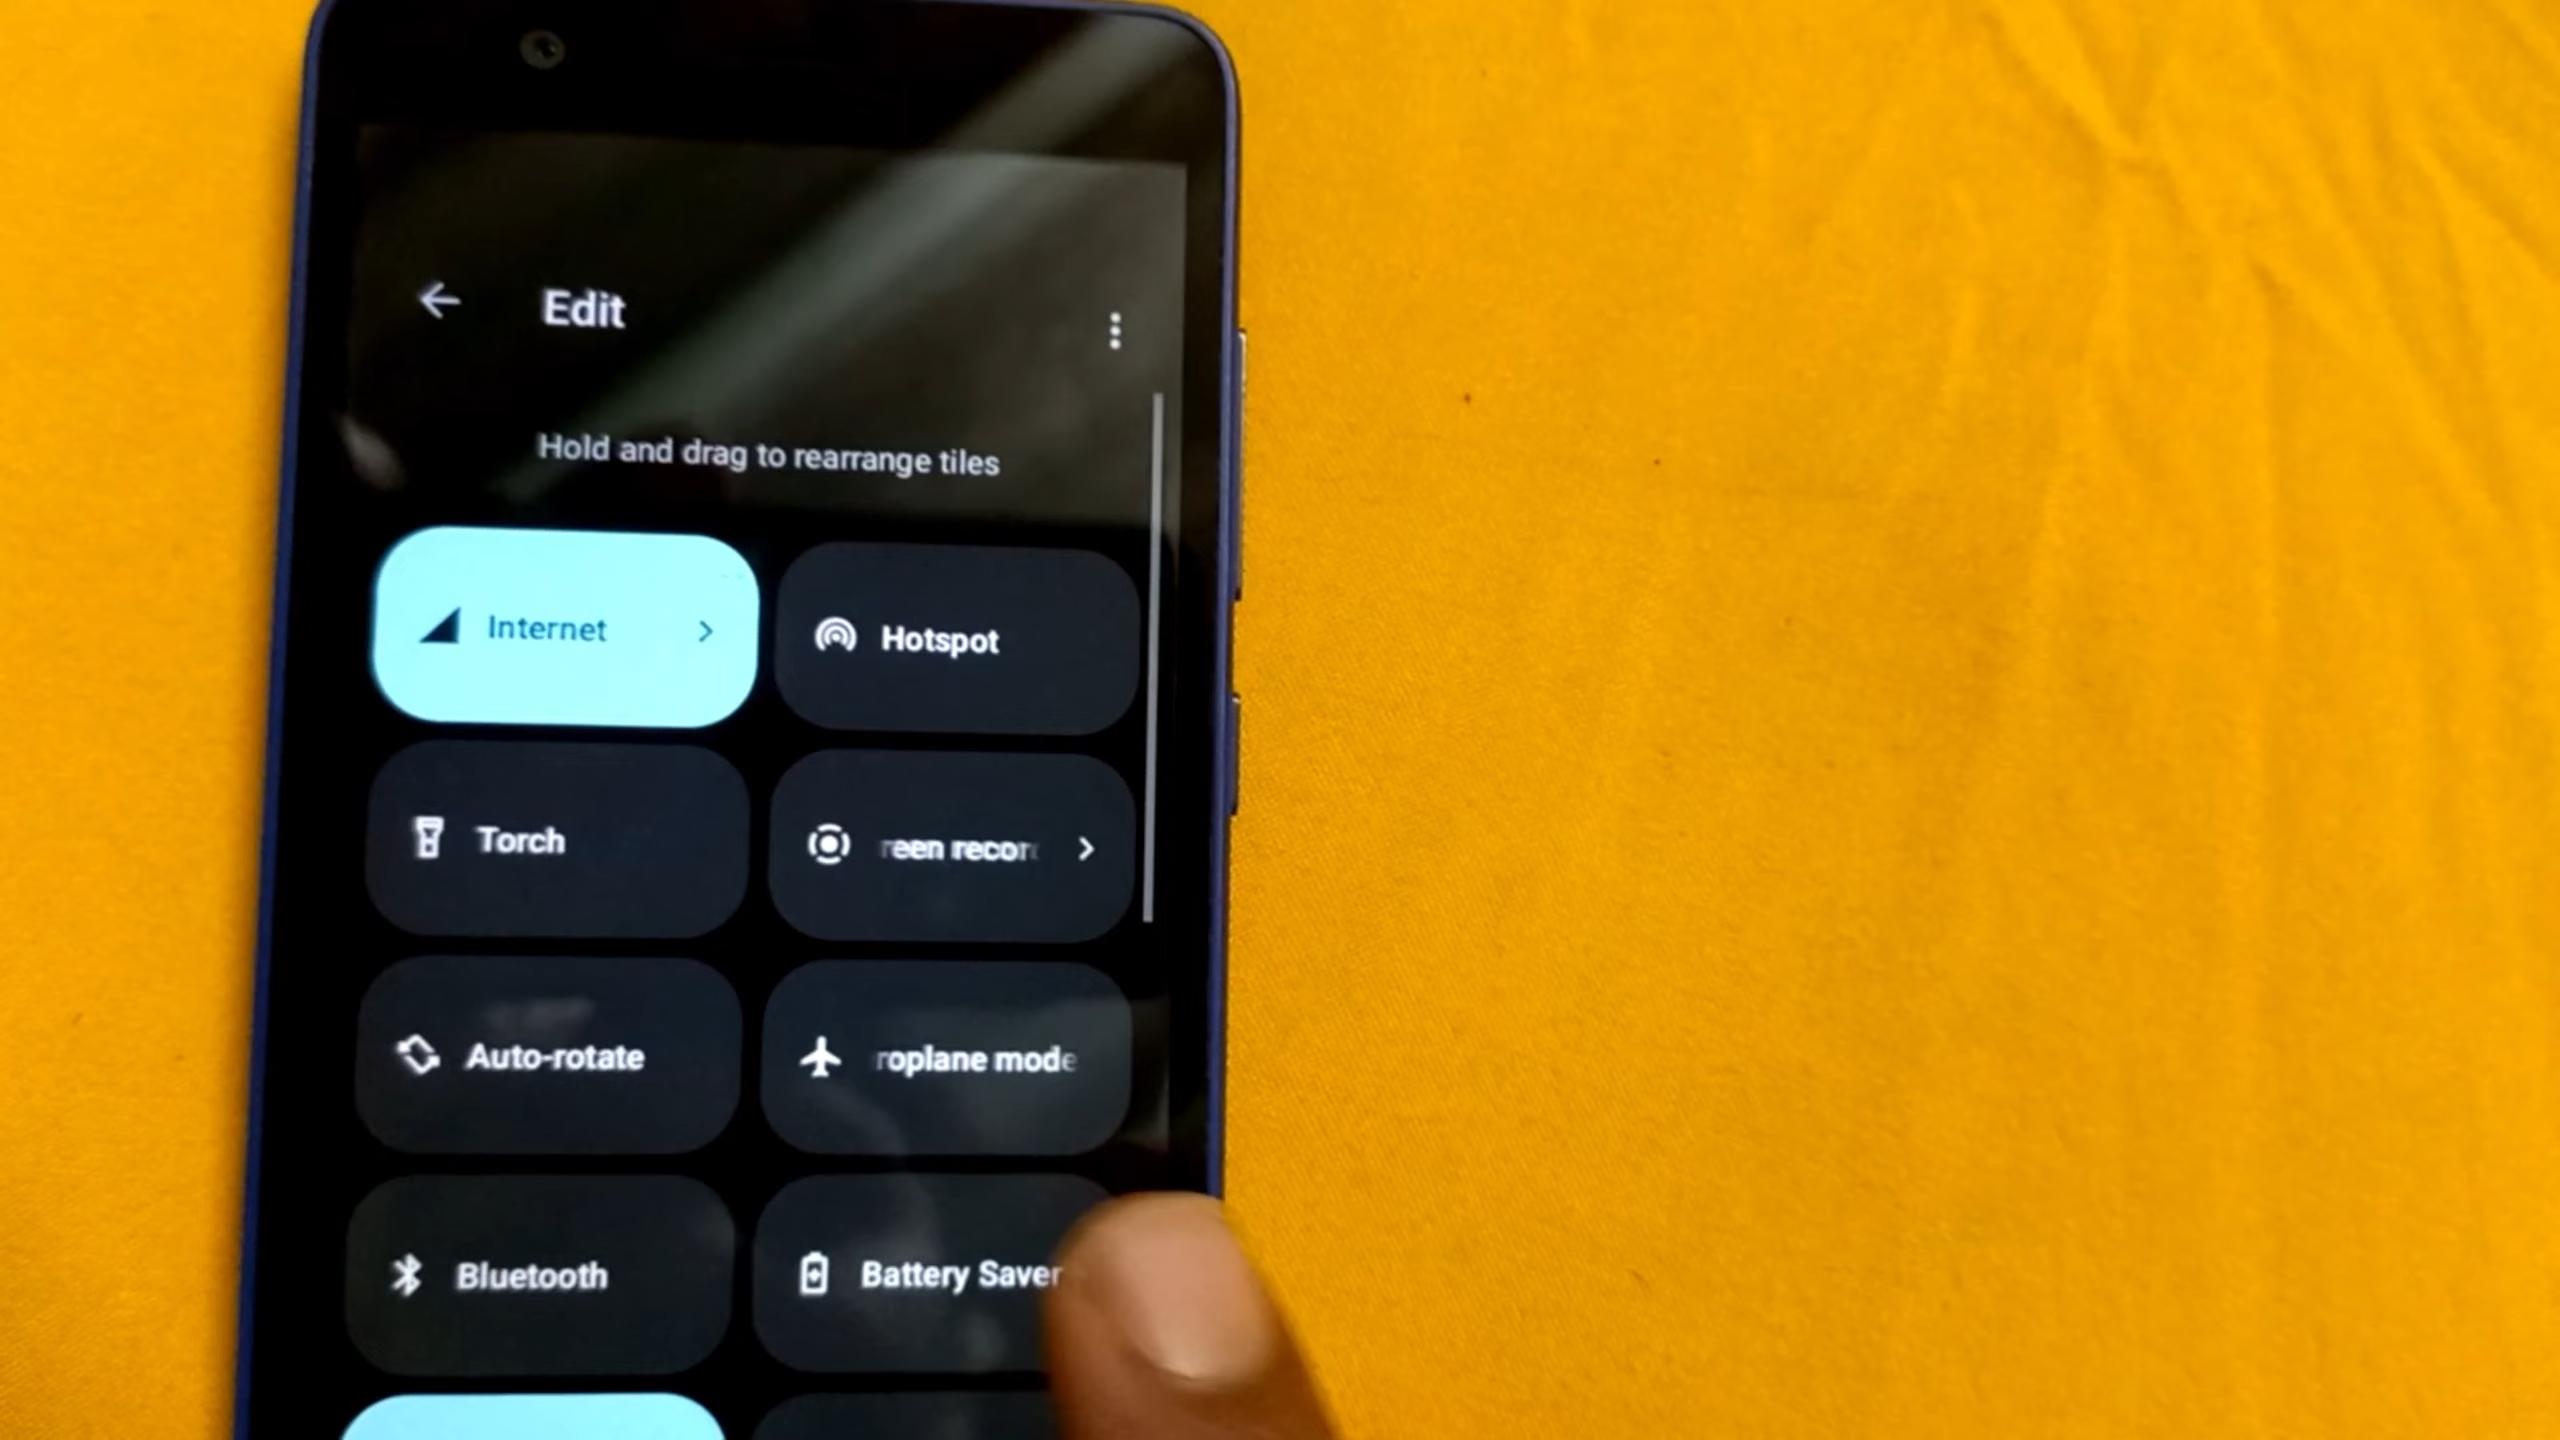 Edit
Hold and drag to rearrange tiles
Internet
Hotspot
Torch
reen recor
Auto-rotate
roplane mode
Bluetooth
Battery Saver